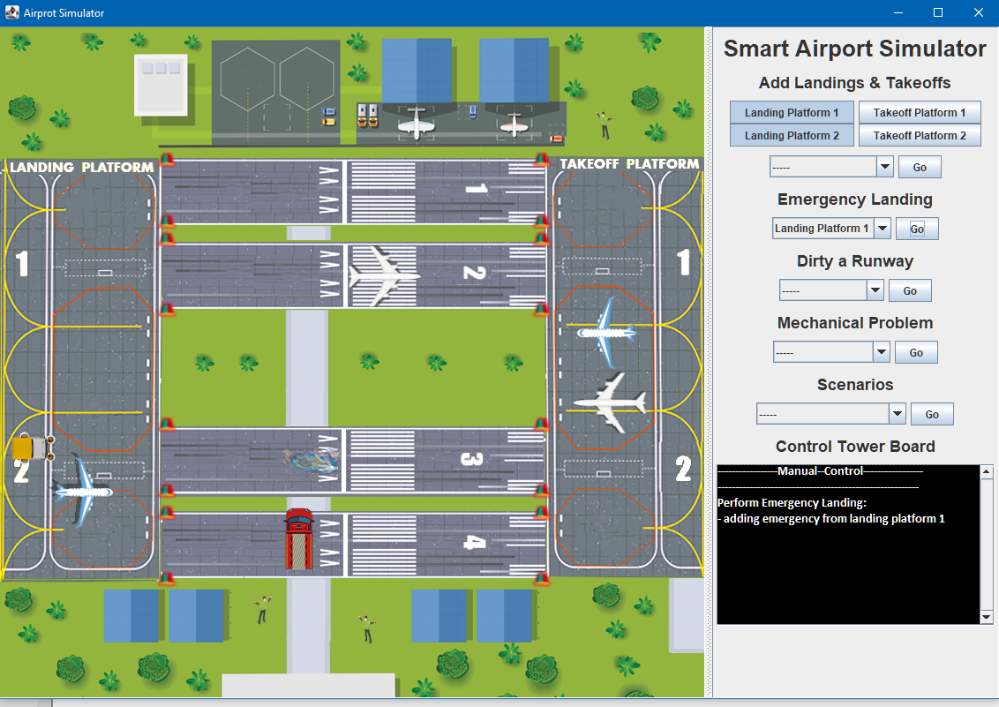 Airprot Simulator
LANDING PLATFORM
TAKEOFF PLATFORM
1
2
3
4
1
2
1
2
Smart Airport Simulator
Add Landings & Takeoffs
Landing Platform 1
Takeoff Platform 1
Landing Platform 2
Takeoff Platform 2
-----
Go
Emergency Landing
Landing Platform 1
Go
Dirty a Runway
-----
Go
Mechanical Problem
-----
Go
Scenarios
-----
Go
Control Tower Board
-----------------Manual--Control-----------------
---------------------------------------------------------
Perform Emergency Landing:
- adding emergency from landing platform 1